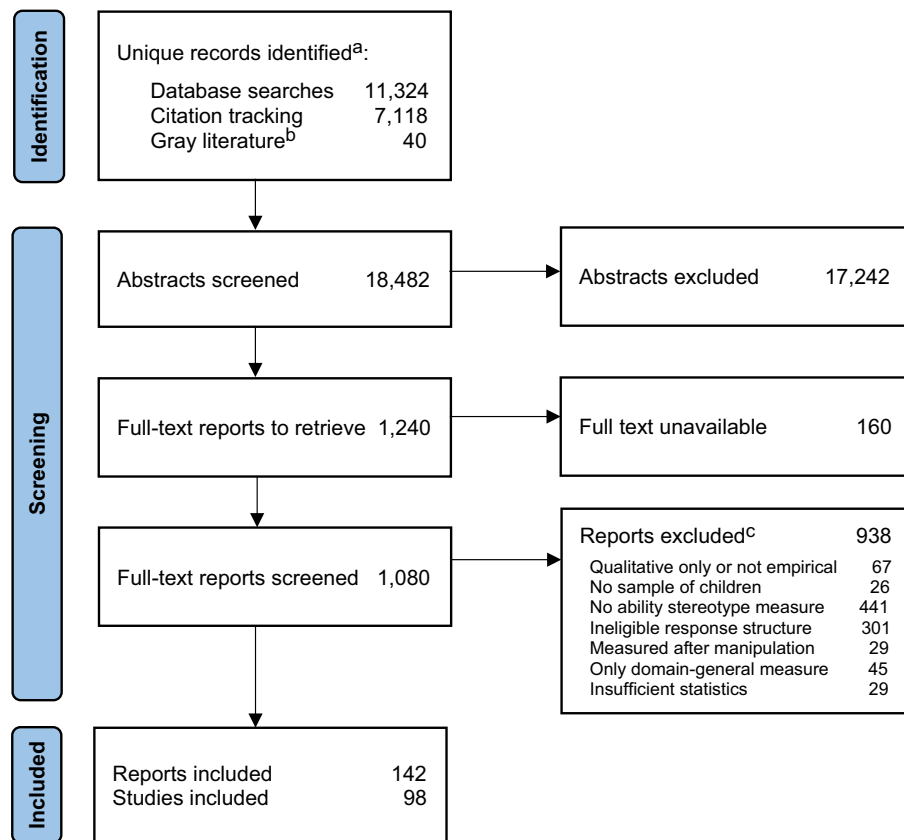 Identification
Unique records identifiedᵃ:
Database searches 11,324
Citation tracking 7,118
Gray literatureᵇ 40
Screening
Abstracts screened 18,482
Abstracts excluded 17,242
Full-text reports to retrieve 1,240
Full text unavailable 160
Full-text reports screened 1,080
Reports excludedᶜ 938
Qualitative only or not empirical 67
No sample of children 26
No ability stereotype measure 441
Ineligible response structure 301
Measured after manipulation 29
Only domain-general measure 45
Insufficient statistics 29
Included
Reports included 142
Studies included 98